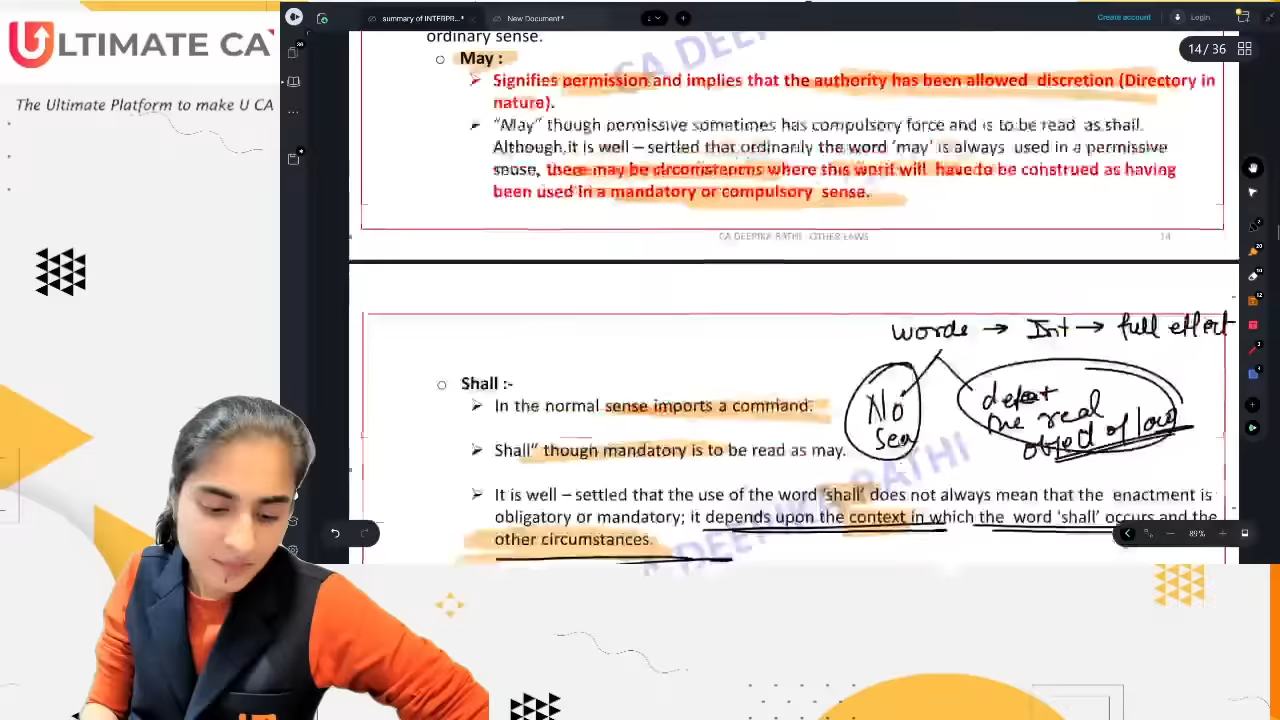 ULTIMATE CA
The Ultimate Platform to make U CA
summary of INTERPR...*
New Document*
Create account
Login
14 / 36
ordinary sense.
May :
Signifies permission and implies that the authority has been allowed discretion (Directory in
nature).
“May” though permissive sometimes has compulsory force and is to be read as shall.
Although it is well – settled that ordinarily the word ‘may’ is always used in a permissive
sense, there may be circumstances where this word will have to be construed as having
been used in a mandatory or compulsory sense.
CA DEEPIKA RATHI - OTHER LAWS
14
words → Int → full effect
No
defeat
the real
object of law
Shall :-
In the normal sense imports a command.
Shall” though mandatory is to be read as may.
It is well – settled that the use of the word ‘shall’ does not always mean that the enactment is
obligatory or mandatory; it depends upon the context in which the word ‘shall’ occurs and the
other circumstances.
89%